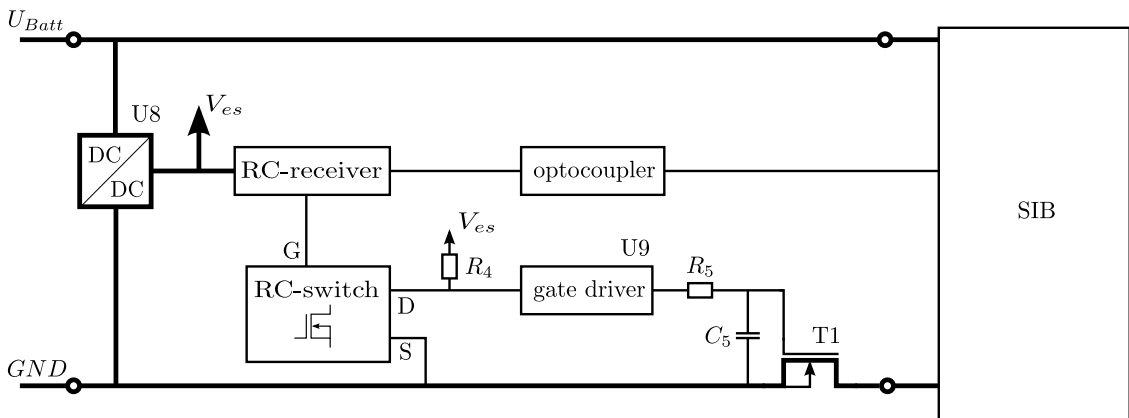 U_Batt
U8
V_es
DC
DC
RC-receiver
optocoupler
SIB
V_es
G
U9
R_4
R_5
RC-switch
D
gate driver
C_5
T1
S
GND